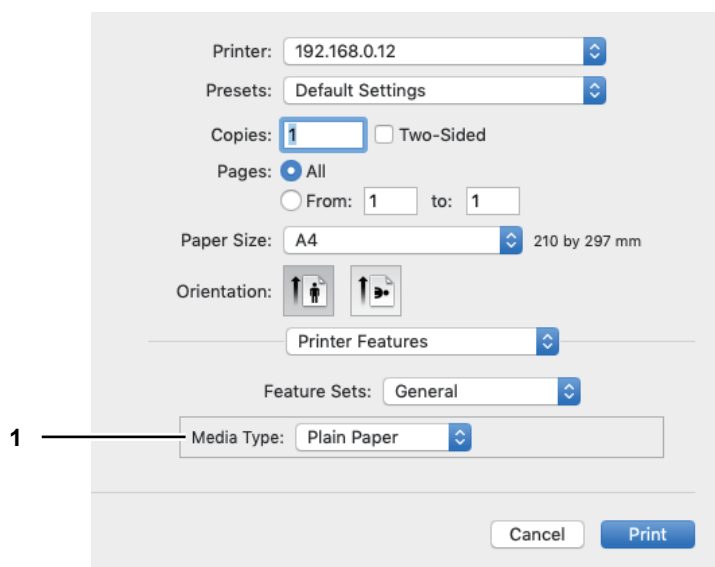 Printer: 192.168.0.12
Presets: Default Settings
Copies: 1 Two-Sided
Pages: All
From: 1 to: 1
Paper Size: A4 210 by 297 mm
Orientation:
Printer Features
Feature Sets: General
1 Media Type: Plain Paper
Cancel Print